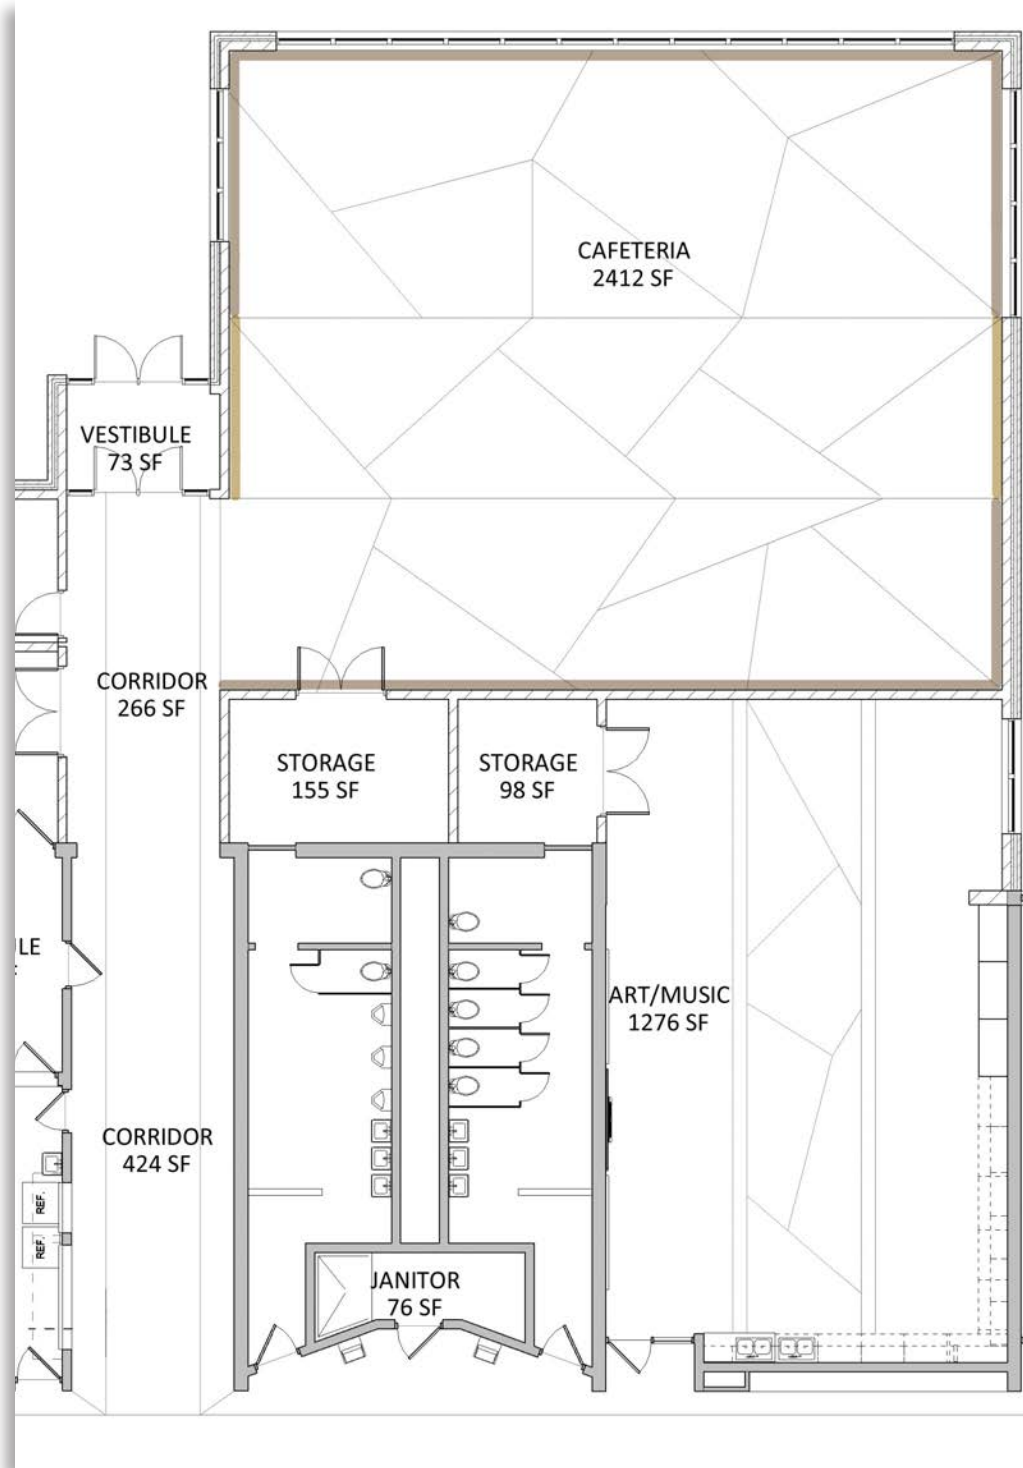 CAFETERIA
2412 SF
VESTIBULE
73 SF
CORRIDOR
266 SF
STORAGE
155 SF
STORAGE
98 SF
ART/MUSIC
1276 SF
CORRIDOR
424 SF
REF.
REF.
JANITOR
76 SF